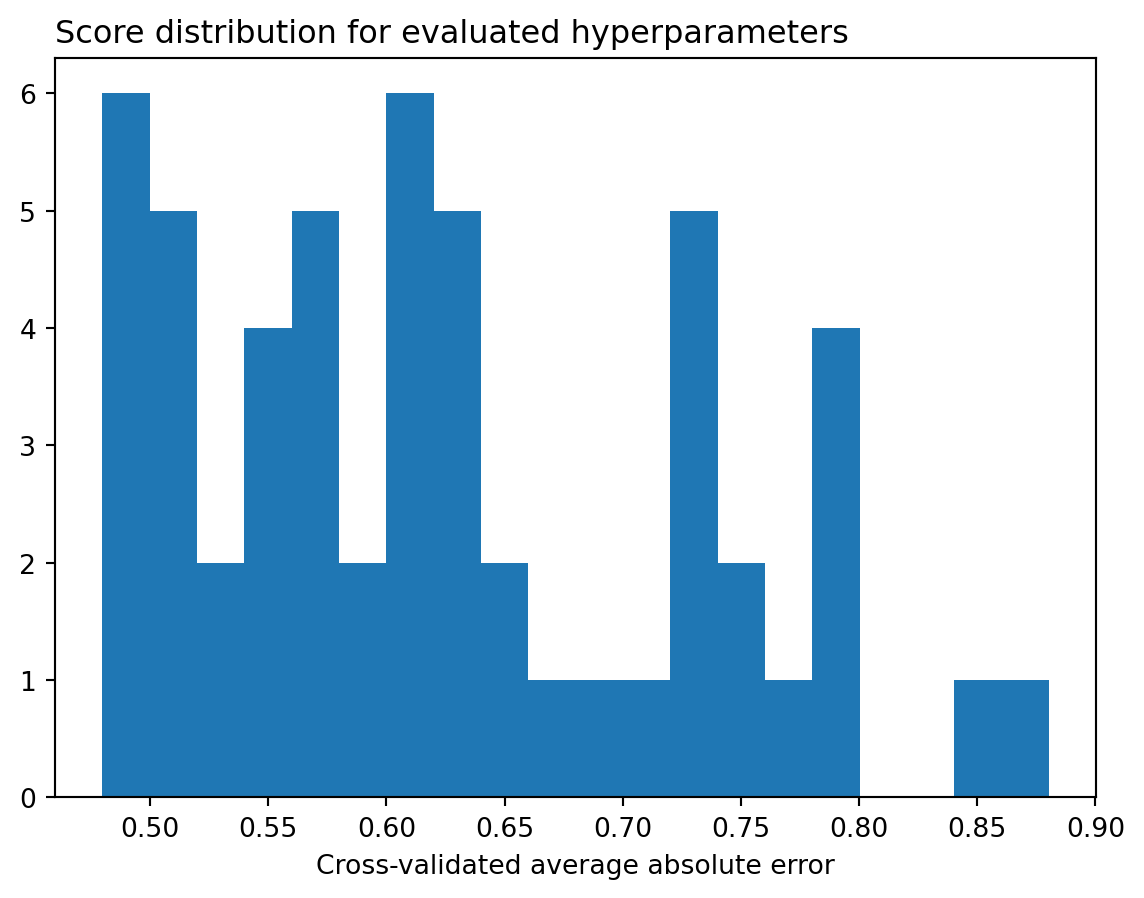 Score distribution for evaluated hyperparameters
6
5
4
3
2
1
0
0.50 0.55 0.60 0.65 0.70 0.75 0.80 0.85 0.90
Cross-validated average absolute error